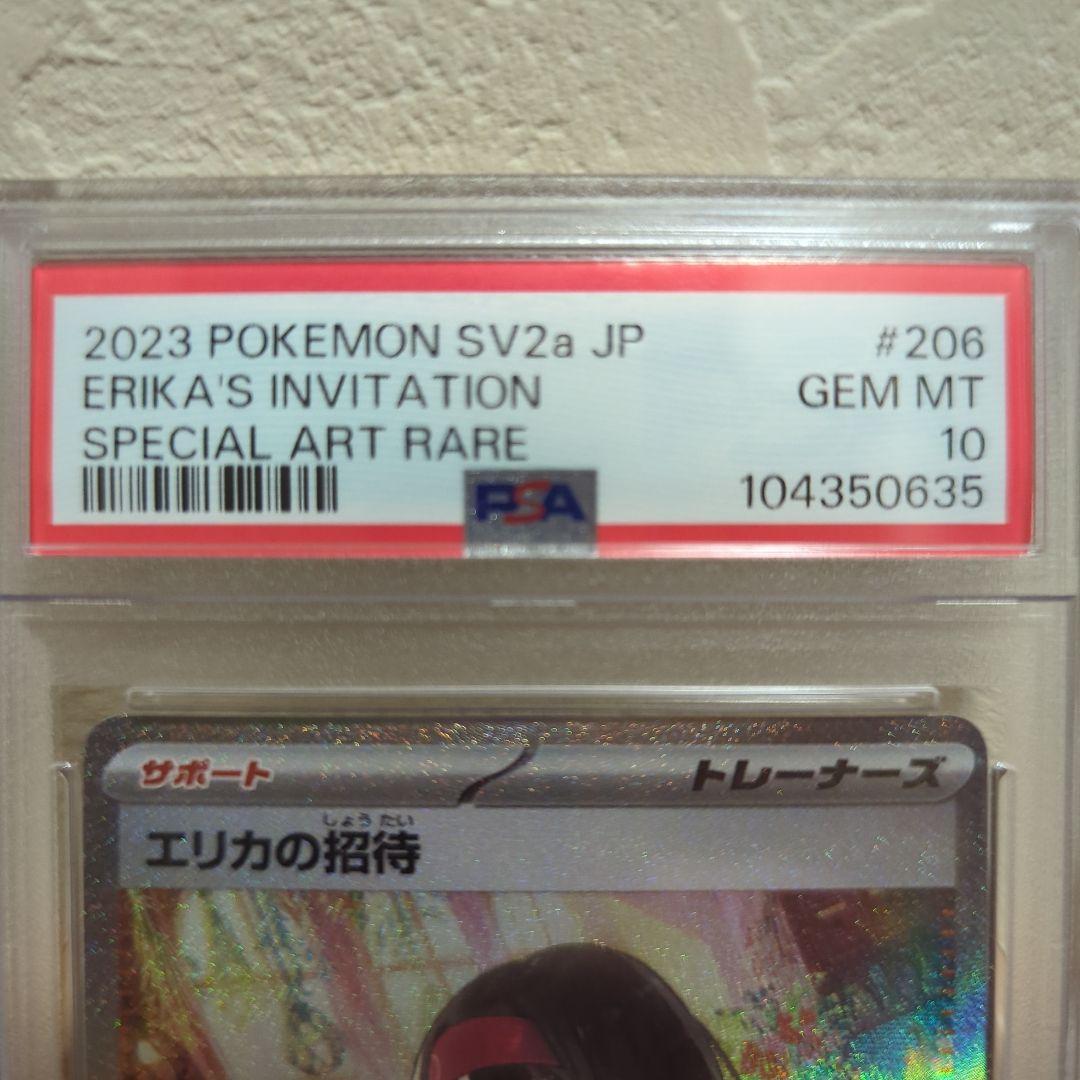 2023 POKEMON SV2a JP #206
ERIKA'S INVITATION GEM MT
SPECIAL ART RARE 10
PSA 104350635
サポート トレーナーズ
しょうたい
エリカの招待